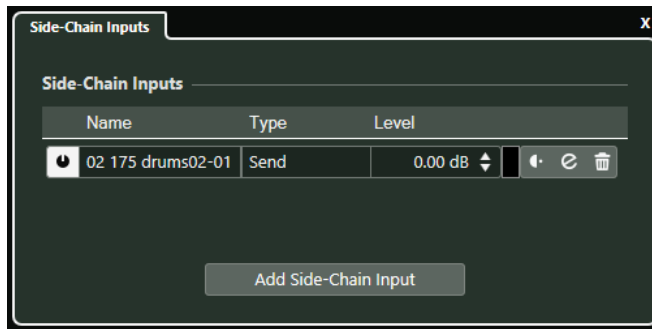 Side-Chain Inputs
X
Side-Chain Inputs
Name Type Level
02 175 drums02-01 Send 0.00 dB
Add Side-Chain Input